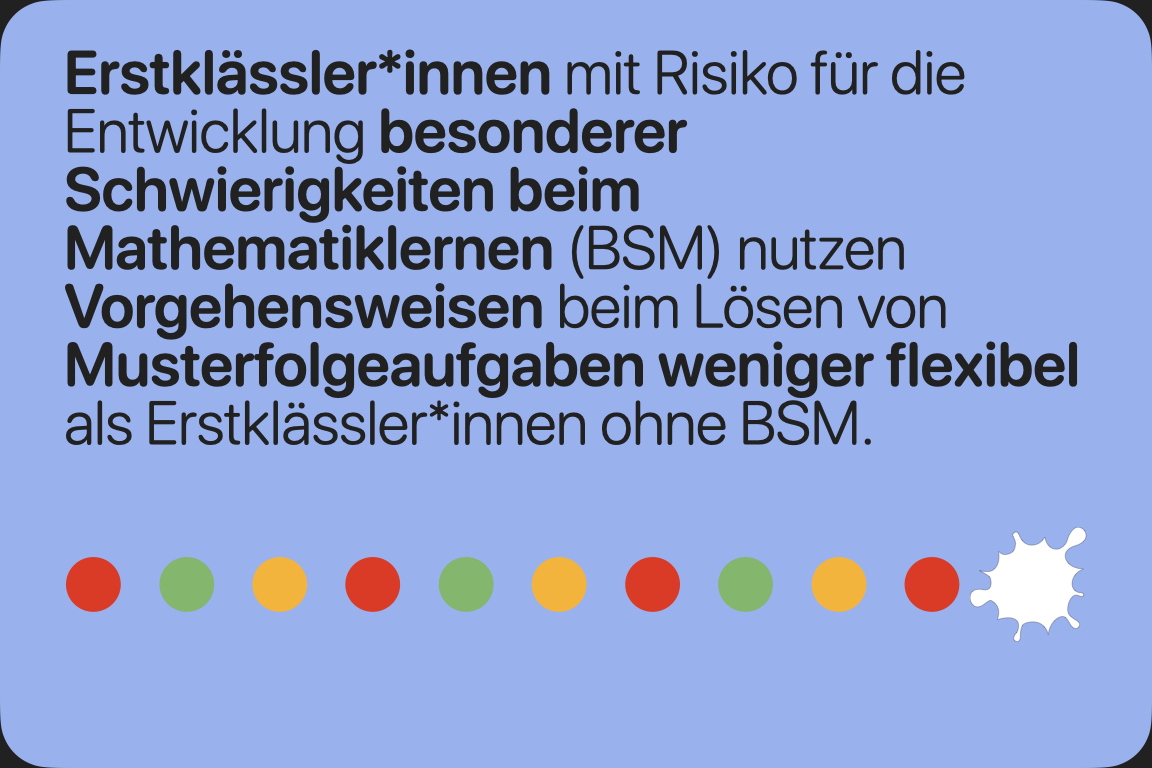 Erstklässler*innen mit Risiko für die
Entwicklung besonderer
Schwierigkeiten beim
Mathematiklernen (BSM) nutzen
Vorgehensweisen beim Lösen von
Musterfolgeaufgaben weniger flexibel
als Erstklässler*innen ohne BSM.